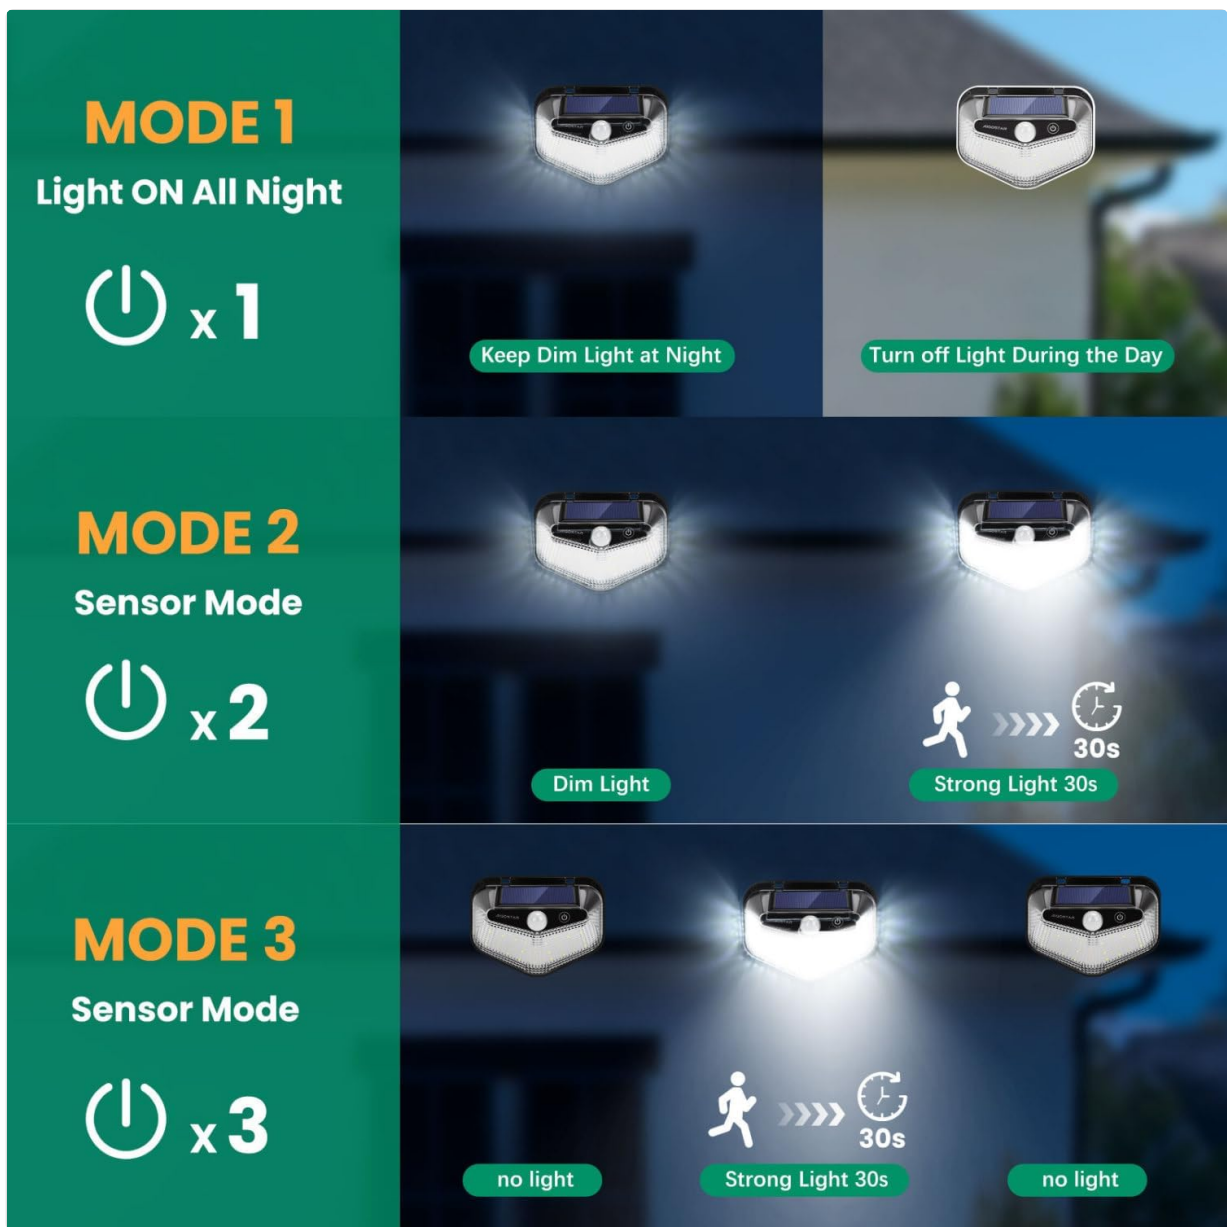 MODE 1
Light ON All Night
x 1
Keep Dim Light at Night
Turn off Light During the Day
MODE 2
Sensor Mode
x 2
30s
Dim Light
Strong Light 30s
MODE 3
Sensor Mode
x 3
30s
no light
Strong Light 30s
no light